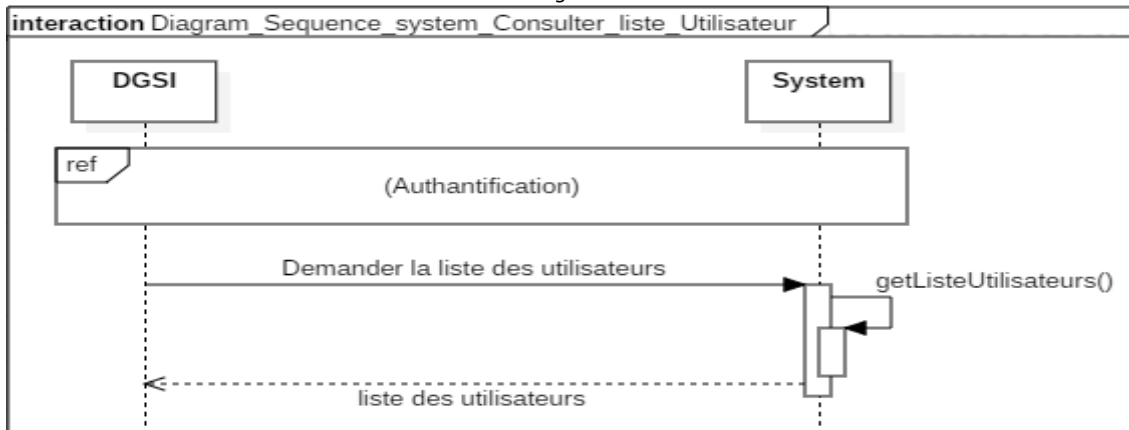 interaction Diagram_Sequence_system_Consulter_liste_Utilisateur
DGSI
System
ref
(Authantification)
Demander la liste des utilisateurs
getListeUtilisateurs()
liste des utilisateurs